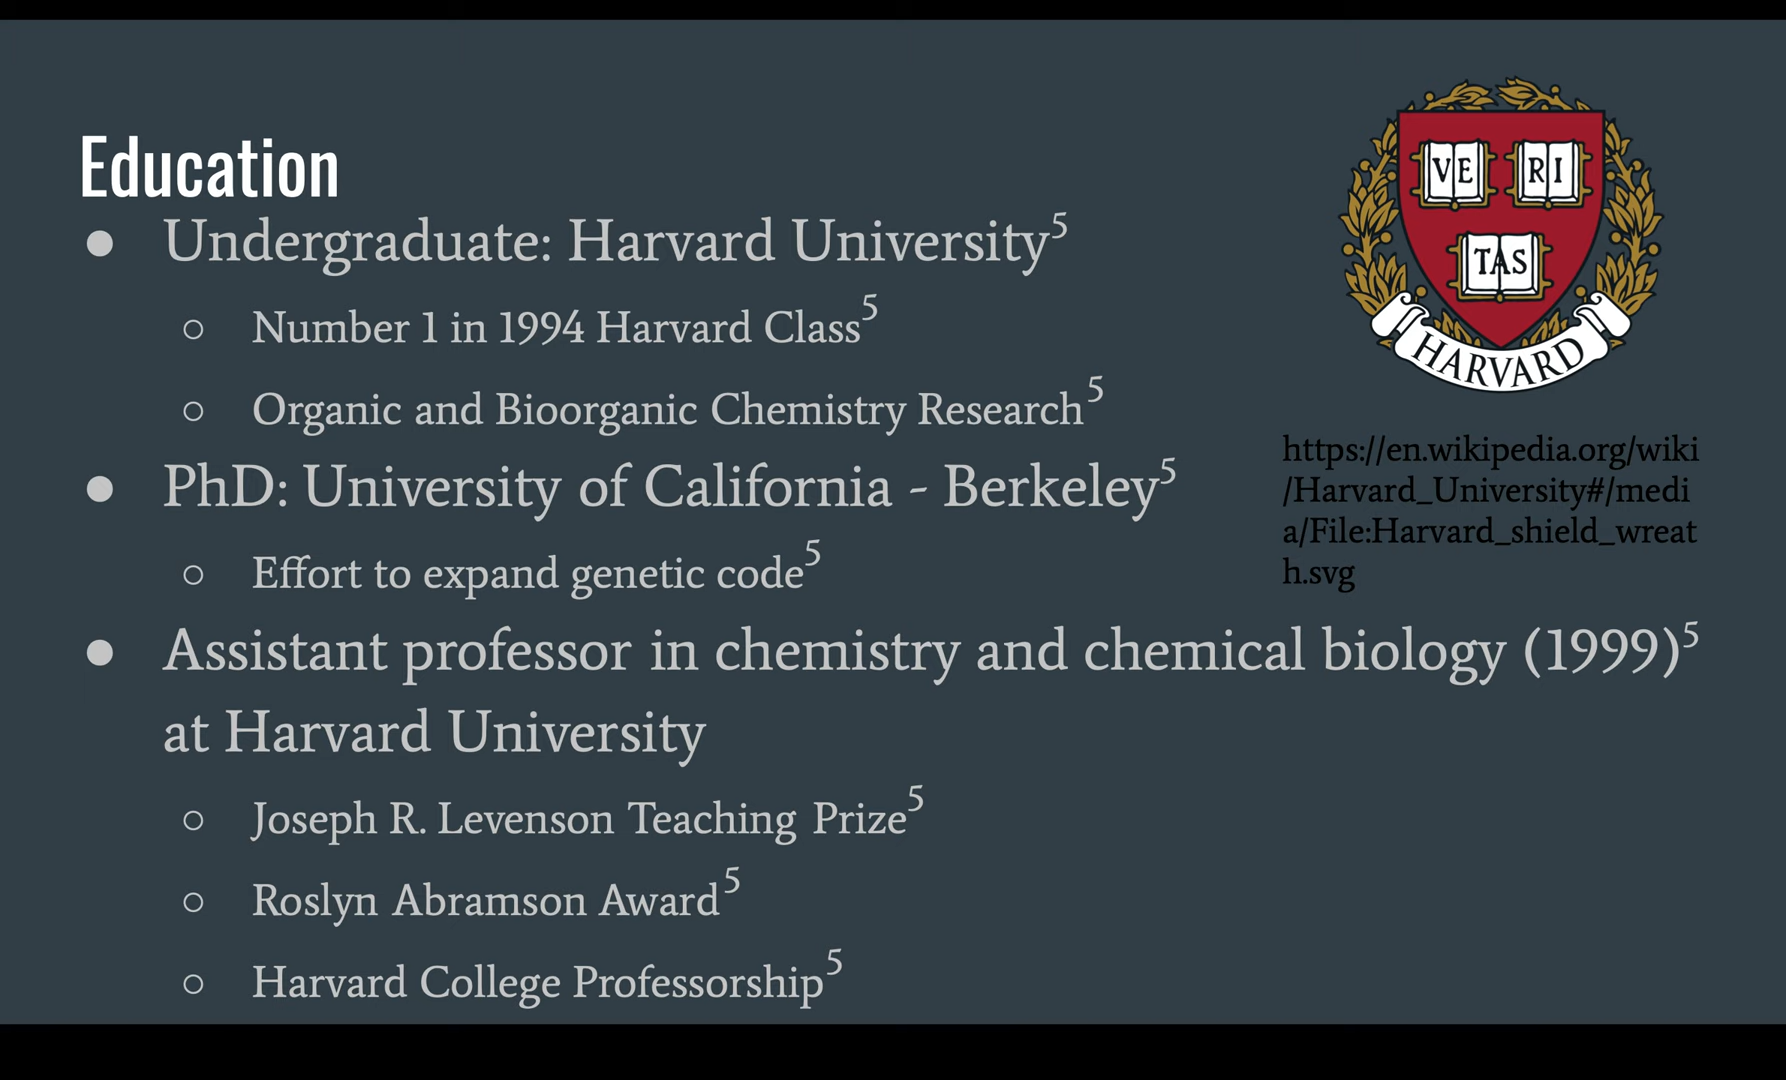 Education
● Undergraduate: Harvard University⁵
○ Number 1 in 1994 Harvard Class⁵
○ Organic and Bioorganic Chemistry Research⁵
● PhD: University of California - Berkeley⁵
○ Effort to expand genetic code⁵
● Assistant professor in chemistry and chemical biology (1999)⁵
at Harvard University
○ Joseph R. Levenson Teaching Prize⁵
○ Roslyn Abramson Award⁵
○ Harvard College Professorship⁵
VE RI
TAS
HARVARD
https://en.wikipedia.org/wiki
/Harvard_University#/medi
a/File:Harvard_shield_wreat
h.svg